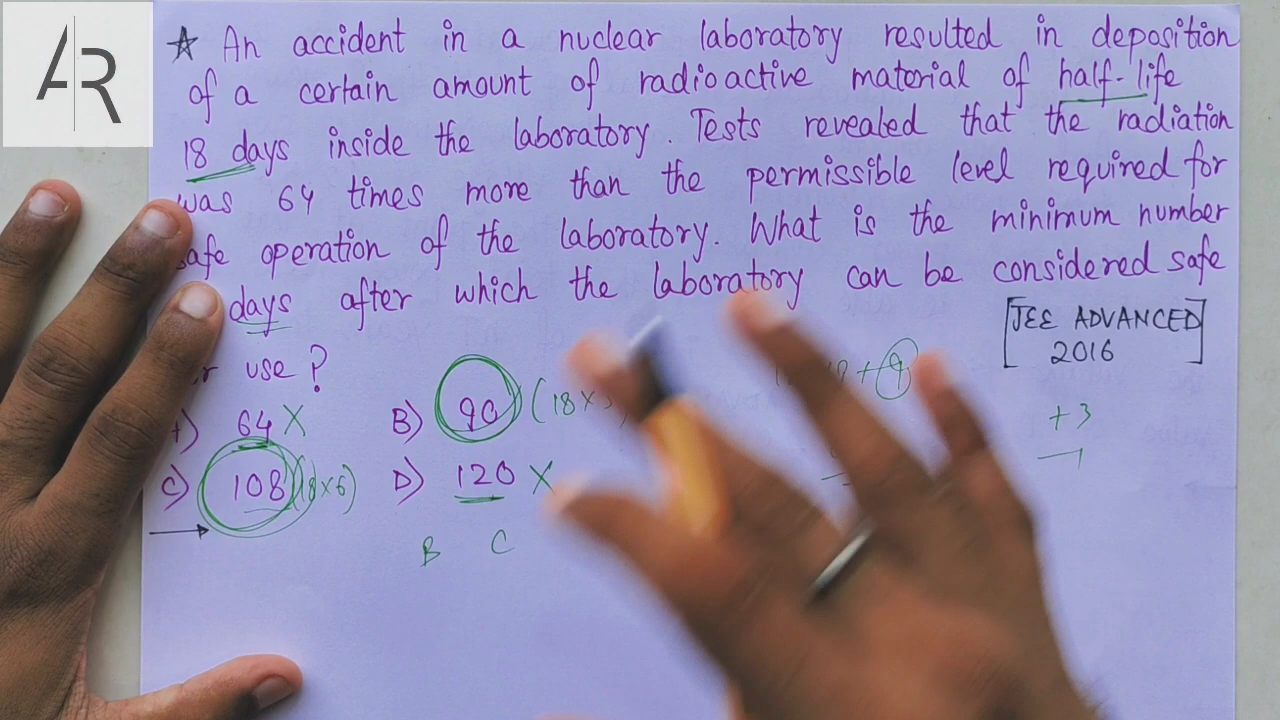 AR
☆ An accident in a nuclear laboratory resulted in deposition
of a certain amount of radioactive material of half-life
18 days inside the laboratory. Tests revealed that the radiation
was 64 times more than the permissible level required for
safe operation of the laboratory. What is the minimum number
days after which the laboratory can be considered safe
use?
[JEE ADVANCED
2016]
64 X B) 90 (18×
C) 108 (18×6) D) 120 X
B C
+ 9
+3